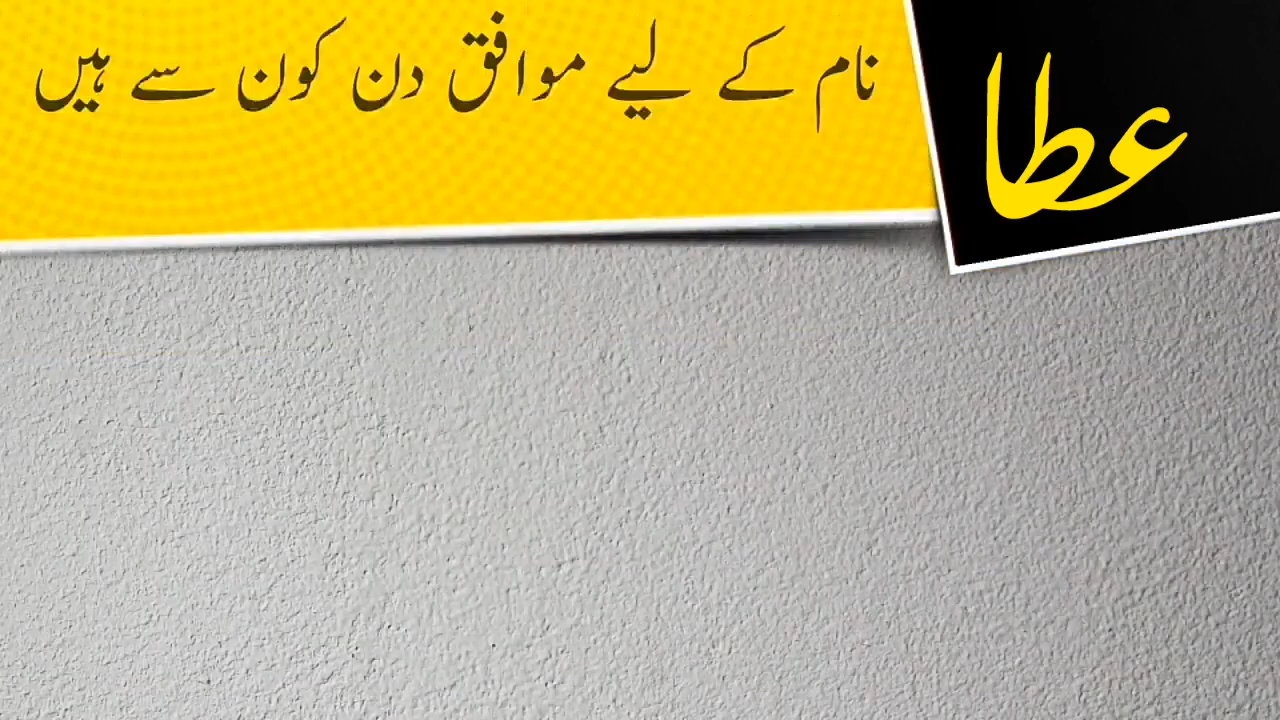 عطا
نام کے لیے موافق دن کون سے ہیں